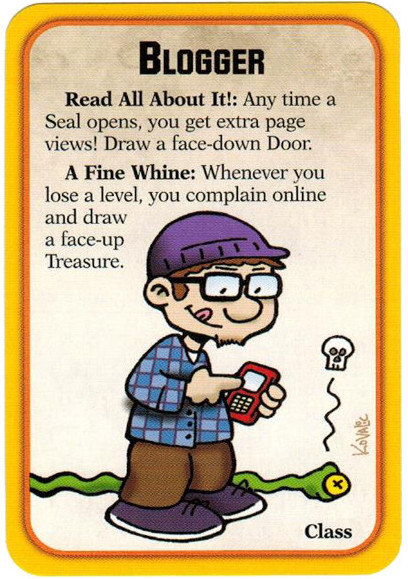 BLOGGER
Read All About It!: Any time a
Seal opens, you get extra page
views! Draw a face-down Door.
A Fine Whine: Whenever you
lose a level, you complain online
and draw
a face-up
Treasure.
KOVALIC
Class